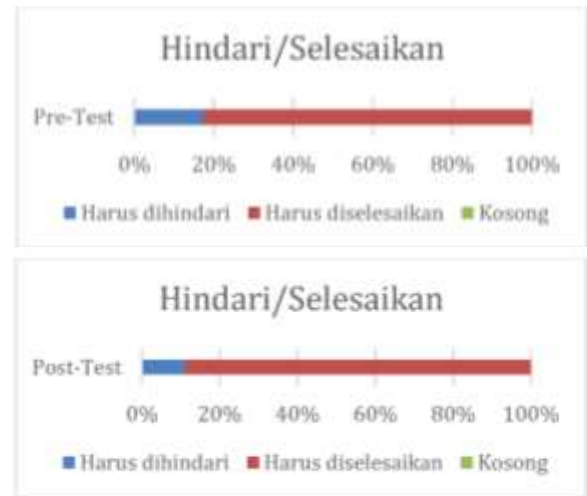 Hindari/Selesaikan
Pre-Test
0% 20% 40% 60% 80% 100%
Harus dihindari Harus diselesaikan Kosong
Hindari/Selesaikan
Post-Test
0% 20% 40% 60% 80% 100%
Harus dihindari Harus diselesaikan Kosong